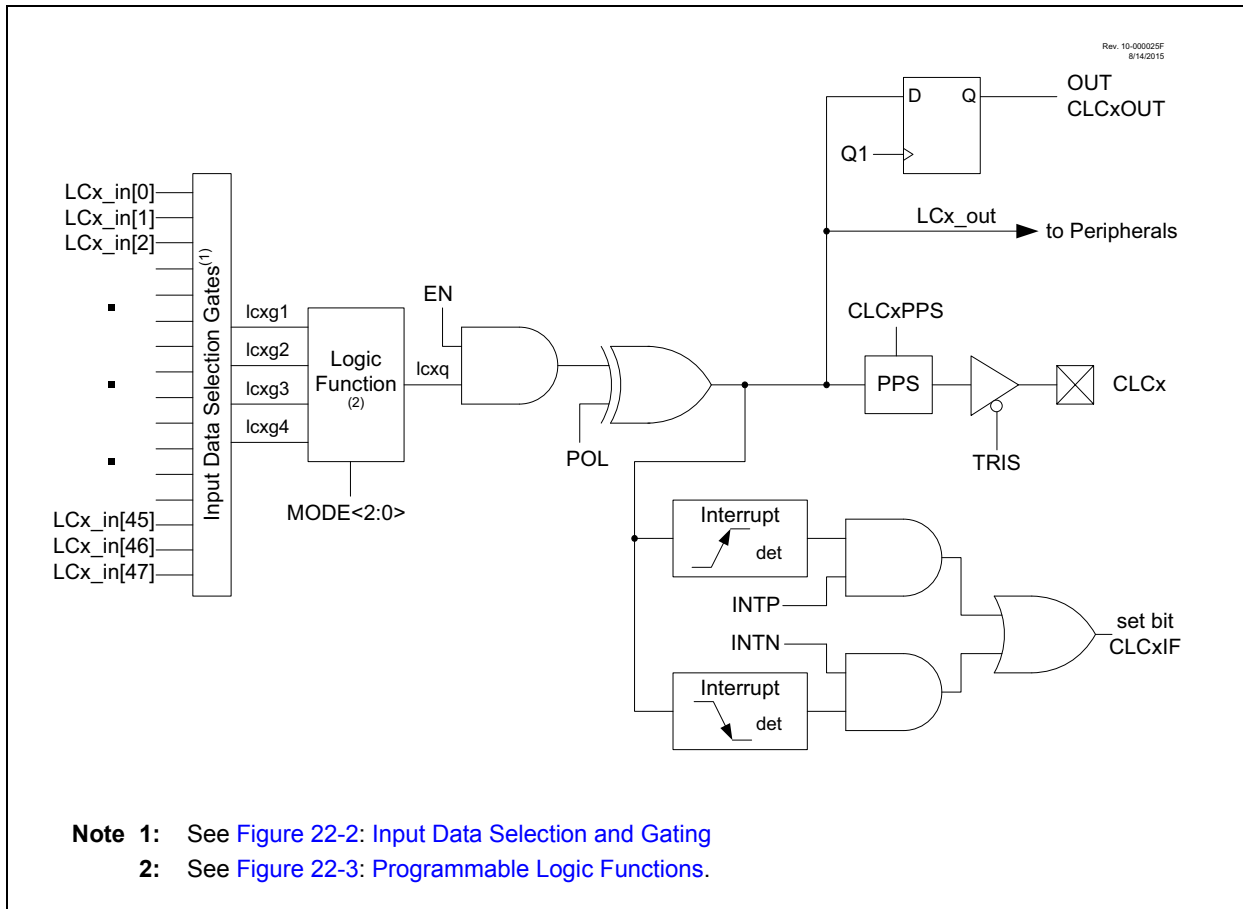 Rev. 10-000025F
8/14/2015
D Q
OUT
CLCxOUT
Q1
LCx_out
to Peripherals
LCx_in[0]
LCx_in[1]
LCx_in[2]
LCx_in[45]
LCx_in[46]
LCx_in[47]
Input Data Selection Gates(1)
lcxg1
lcxg2
lcxg3
lcxg4
Logic
Function
(2)
MODE<2:0>
EN
lcxq
POL
CLCxPPS
PPS
TRIS
CLCx
Interrupt
det
INTP
INTN
Interrupt
det
set bit
CLCxIF
Note 1: See Figure 22-2: Input Data Selection and Gating
2: See Figure 22-3: Programmable Logic Functions.